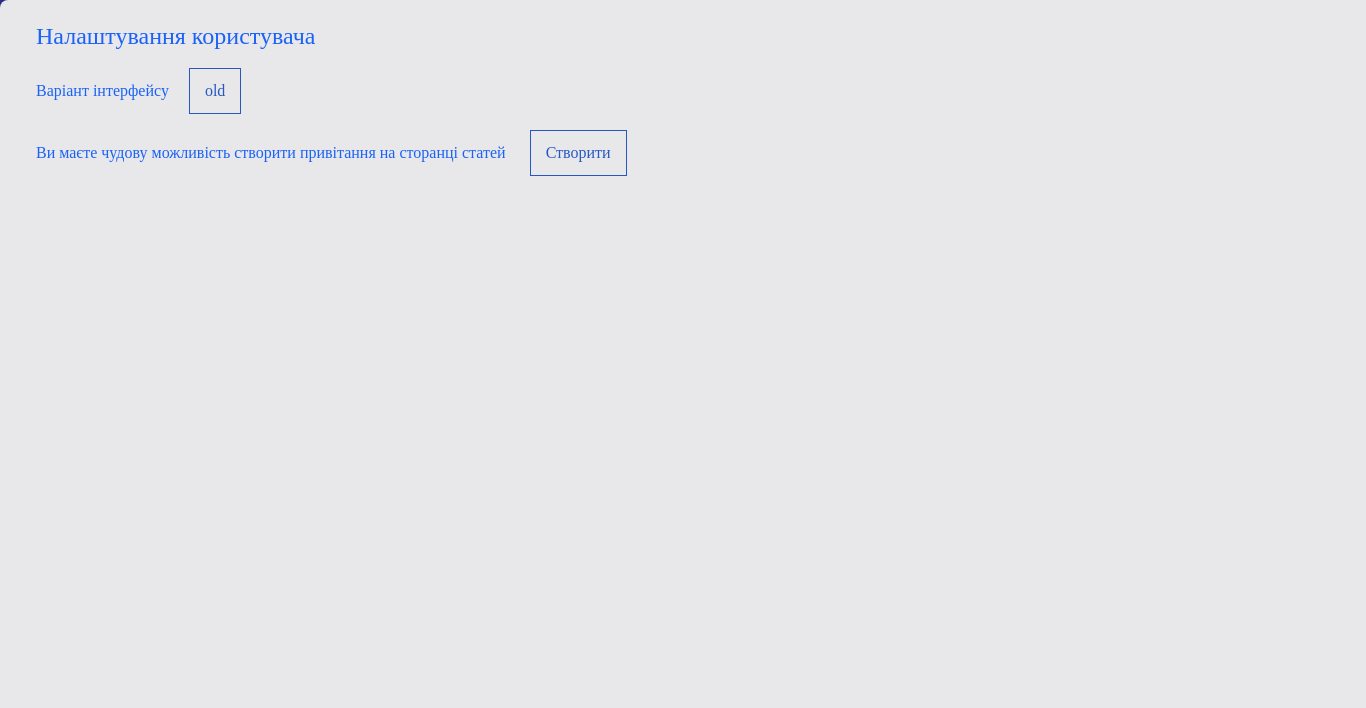 Налаштування користувача
Варіант інтерфейсу old
Ви маєте чудову можливість створити привітання на сторанці статей Створити